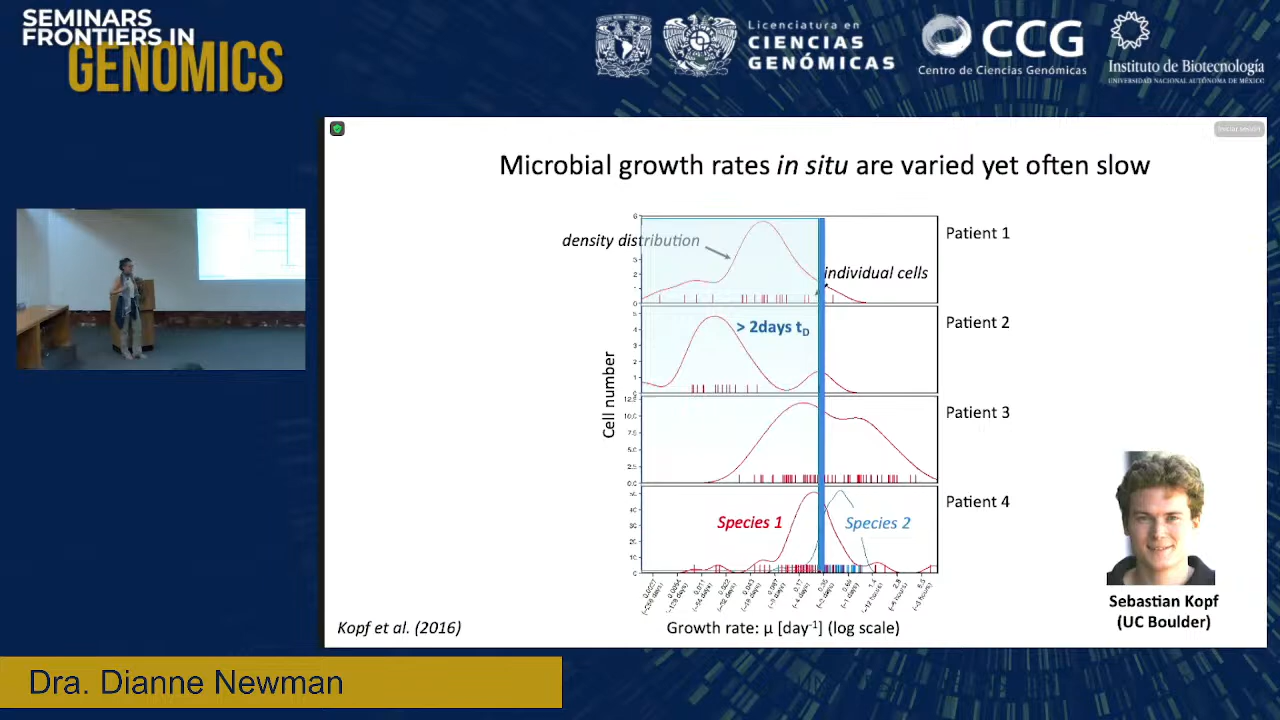 SEMINARS
FRONTIERS IN
GENOMICS
Licenciatura en
CIENCIAS
GENÓMICAS
CCG
Centro de Ciencias Genómicas
Instituto de Biotecnología
UNIVERSIDAD NACIONAL AUTÓNOMA DE MÉXICO
Iniciar sesión
Microbial growth rates in situ are varied yet often slow
density distribution
individual cells
Patient 1
> 2days tD
Patient 2
Patient 3
Species 1
Species 2
Patient 4
Cell number
Growth rate: µ [day-1] (log scale)
Kopf et al. (2016)
Sebastian Kopf
(UC Boulder)
Dra. Dianne Newman